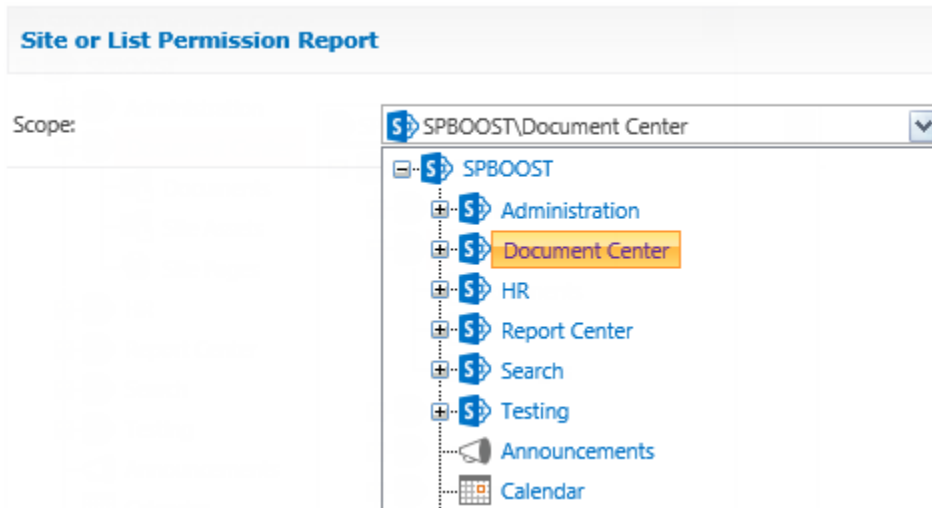 Site or List Permission Report
Scope:
SPBOOST\Document Center
SPBOOST
Administration
Document Center
HR
Report Center
Search
Testing
Announcements
Calendar